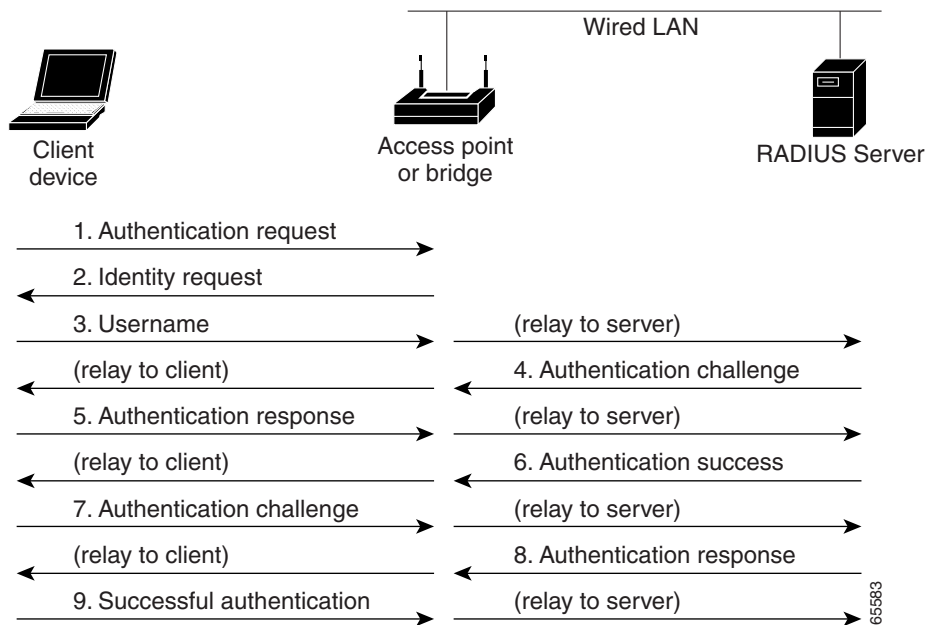 Wired LAN
Client
device
Access point
or bridge
RADIUS Server
1. Authentication request
2. Identity request
3. Username
(relay to server)
(relay to client)
4. Authentication challenge
5. Authentication response
(relay to server)
(relay to client)
6. Authentication success
7. Authentication challenge
(relay to server)
(relay to client)
8. Authentication response
9. Successful authentication
(relay to server)
65583